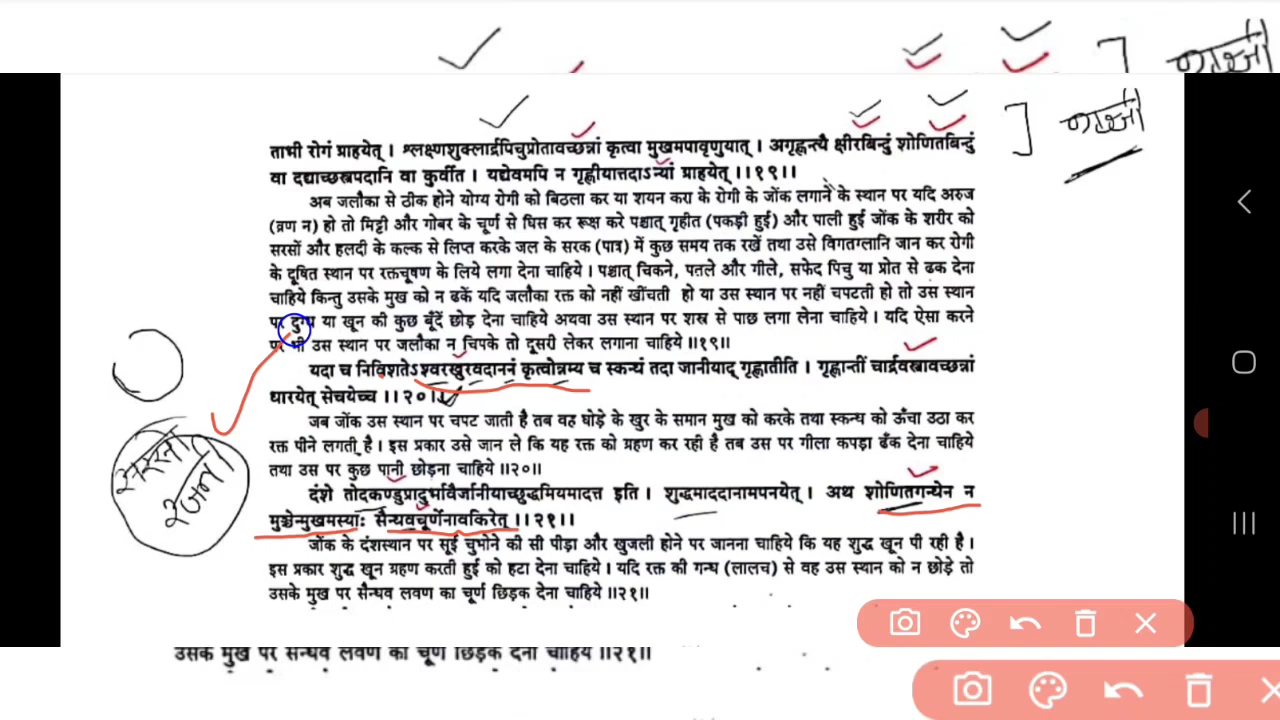 ताभी रोगं ग्राहयेत् । श्लक्ष्णशुक्लार्द्रपिचुप्रोतावच्छन्नां कृत्वा मुखमपावृणुयात् । अगृह्णन्त्यै क्षीरबिन्दुं शोणितबिन्दुं
वा दद्याच्छस्त्रपदानि वा कुर्वीत । यद्येवमपि न गृह्णीयात्तदाऽन्यां ग्राहयेत् ।।१९।।
अब जलौका से ठीक होने योग्य रोगी को बिठला कर या शयन करा के रोगी के जोंक लगाने के स्थान पर यदि अरुज
(व्रण न) हो तो मिट्टी और गोबर के चूर्ण से घिस कर रूक्ष करे पश्चात् गृहीत (पकड़ी हुई) और पाली हुई जोंक के शरीर को
सरसों और हलदी के कल्क से लिप्त करके जल के सरक (पात्र) में कुछ समय तक रखें तथा उसे विगतग्लानि जान कर रोगी
के दूषित स्थान पर रक्तचूषण के लिये लगा देना चाहिये । पश्चात् चिकने, पतले और गीले, सफेद पिचु या प्रोत से ढक देना
चाहिये किन्तु उसके मुख को न ढकें यदि जलौका रक्त को नहीं खींचती हो या उस स्थान पर नहीं चपटती हो तो उस स्थान
पर दुग्ध या खून की कुछ बूँदें छोड़ देना चाहिये अथवा उस स्थान पर शस्त्र से पाछ लगा लेना चाहिये । यदि ऐसा करने
पर भी उस स्थान पर जलौका न चिपके तो दूसरी लेकर लगाना चाहिये ॥१९॥
यदा च निविशतेऽश्वरखुरवदाननं कृत्वोन्नम्य च स्कन्धं तदा जानीयाद् गृह्णातीति । गृह्णान्तीं चार्द्रवस्त्रावच्छन्नां
धारयेत् सेचयेच्च ।।२०।।
जब जोंक उस स्थान पर चपट जाती है तब वह घोड़े के खुर के समान मुख को करके तथा स्कन्ध को ऊँचा उठा कर
रक्त पीने लगती है। इस प्रकार उसे जान ले कि यह रक्त को ग्रहण कर रही है तब उस पर गीला कपड़ा ढँक देना चाहिये
तथा उस पर कुछ पानी छोड़ना चाहिये ॥२०॥
दंशे तोदकण्डुप्रादुर्भावैर्जानीयाच्छुद्धमियमादत्त इति । शुद्धमाददानामपनयेत् । अथ शोणितगन्धेन न
मुञ्चेन्मुखमस्याः सैन्धवचूर्णेनावकिरेत् ।।२१।।
जोंक के दंशस्थान पर सूई चुभोने की सी पीड़ा और खुजली होने पर जानना चाहिये कि यह शुद्ध खून पी रही है।
इस प्रकार शुद्ध खून ग्रहण करती हुई को हटा देना चाहिये । यदि रक्त की गन्ध (लालच) से वह उस स्थान को न छोड़े तो
उसके मुख पर सैन्धव लवण का चूर्ण छिड़क देना चाहिये ॥२१॥
उसके मुख पर सैन्धव लवण का चूर्ण छिड़क देना चाहिये ॥२१॥